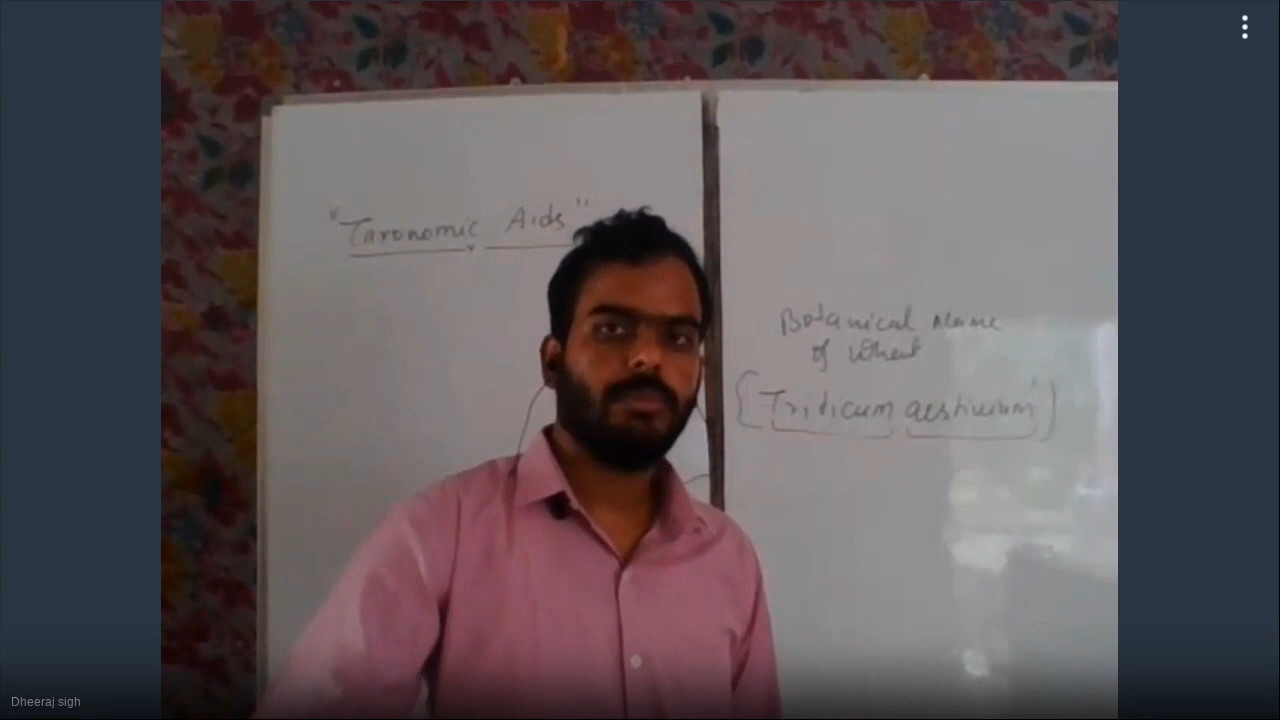 "Taxonomic Aids"
Botanical Name
of wheat
{Triticum aestivum}
Dheeraj sigh